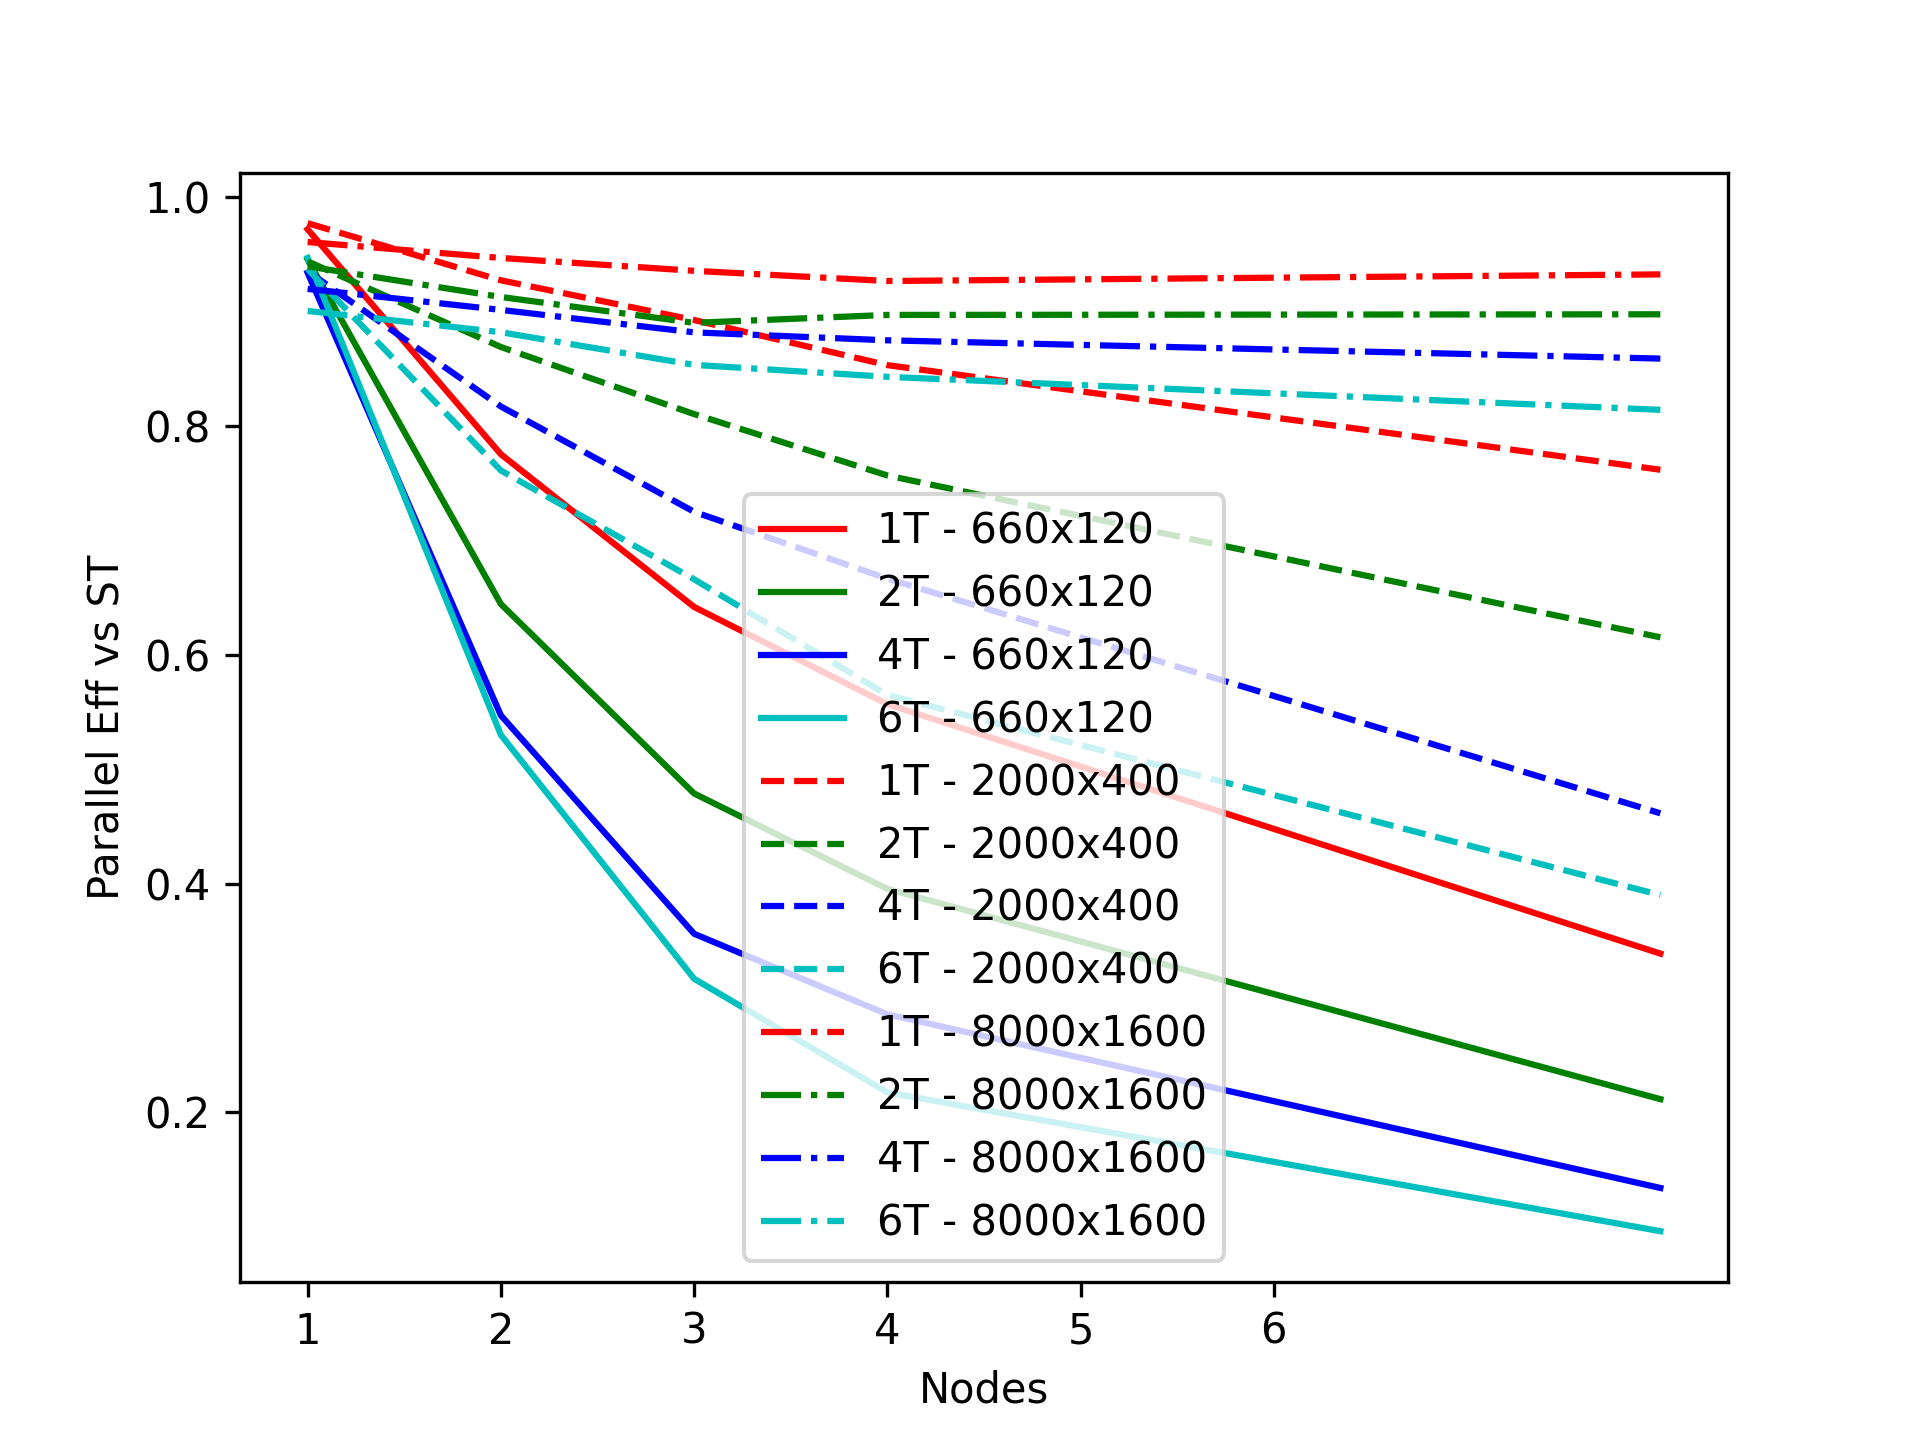 1.0
0.8
0.6
0.4
0.2
Parallel Eff vs ST
1T - 660x120
2T - 660x120
4T - 660x120
6T - 660x120
1T - 2000x400
2T - 2000x400
4T - 2000x400
6T - 2000x400
1T - 8000x1600
2T - 8000x1600
4T - 8000x1600
6T - 8000x1600
1 2 3 4 5 6
Nodes